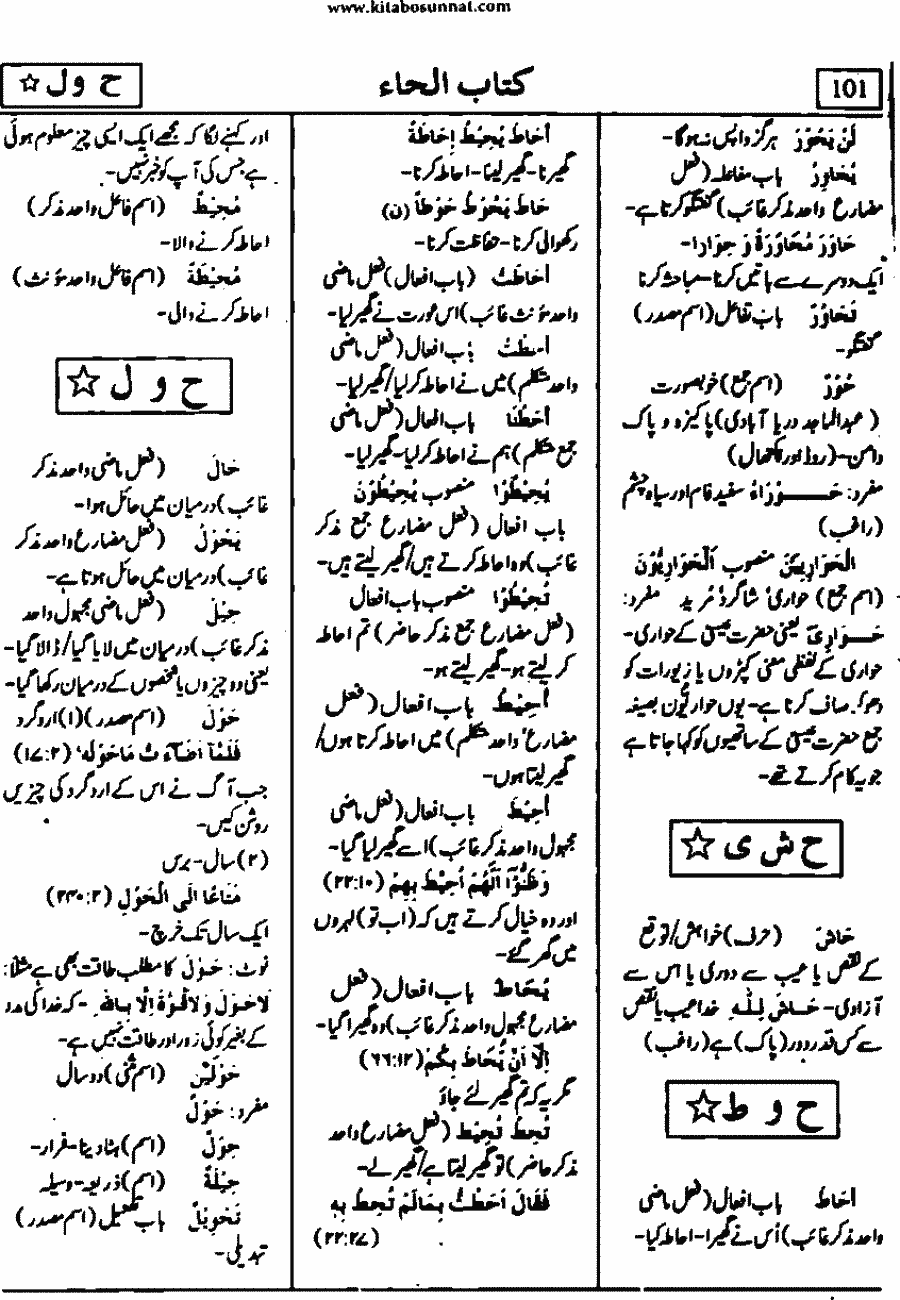 www.kitabosunnat.com
101
کتاب الحاء
ح ول ☆
لَنْ یَحُوْرَ ہرگز واپس نہ ہوگا-
یُحَاوِرُ باب مفاعلہ (فعل
مضارع واحد مذکر غائب) گفتگو کرتا ہے-
حَاوَرَ مُحَاوَرَةً وَ حِوَارا-
ایک دوسرے سے باتیں کرنا-مباحثہ کرنا
تَحَاوُرٌ باب تفاعل (اسم مصدر)
گفتگو-
حُوْرٌ (اسم جمع) خوبصورت
(عبدالماجد دریا آبادی) پاکیزہ و پاک
دامن-(روڈ اور پکتھال)
مفرد: حَوْرَاءُ سفید فام اور سیاہ چشم
(راغب)
الْحَوَارِیِّیْنَ منصوب اَلْحَوَارِیُّوْنَ
(اسم جمع) حواری' شاگرد' مُرید مفرد:
حَوَارِیّ یعنی حضرت عیسیٰ کے حواری-
حواری کے لفظی معنی کپڑوں یا زیورات کو
دھوکر صاف کرتا ہے-یوں حوارِیُّون بصیغہ
جمع حضرت عیسیٰ کے ساتھیوں کو کہا جاتا ہے
جو یہ کام کرتے تھے-
ح ش ی ☆
حَاشَ (حرف) خواہش/توقع
کے نقص یا عیب سے دوری یا اس سے
آزادی-حَاشَ لِلّٰہِ خدا عیب یا نقص
سے کس قدر دور (پاک) ہے (راغب)
ح و ط ☆
اَحَاطَ باب افعال (فعل ماضی
واحد مذکر غائب) اُس نے گھیرا-احاطہ کیا-
اَحَاطَ یُحِیْطُ اِحَاطَةً
گھیرنا-گھیر لینا-احاطہ کرنا-
حَاطَ یَحُوْطُ حَوْطاً (ن)
رکھوالی کرنا-حفاظت کرنا-
اَحَاطَتْ (باب افعال) فعل ماضی
واحد مؤنث غائب) اس عورت نے گھیر لیا-
اَحَطْتُ باب افعال (فعل ماضی
واحد متکلم) میں نے احاطہ کر لیا/گھیر لیا-
اَحَطْنَا باب افعال (فعل ماضی
جمع متکلم) ہم نے احاطہ کر لیا-گھیر لیا-
یُحِیْطُوْا منصوب یُحِیْطُوْنَ
باب افعال (فعل مضارع جمع مذکر
غائب) وہ احاطہ کرتے ہیں/گھیر لیتے ہیں-
تُحِیْطُوْا منصوب باب افعال
(فعل مضارع جمع مذکر حاضر) تم احاطہ
کر لیتے ہو-گھیر لیتے ہو-
اُحِیْطُ باب افعال (فعل
مضارع' واحد متکلم) میں احاطہ کرتا ہوں/
گھیر لیتا ہوں-
اُحِیْطَ باب افعال (فعل ماضی
مجہول واحد مذکر غائب) اسے گھیر لیا گیا-
وَظَنُّوْا اَنَّهُمْ اُحِیْطَ بِهِمْ (۲۲:۱۰)
اور وہ خیال کرتے ہیں کہ (اب تو) لہروں
میں گھر گئے-
یُحَاطَ باب افعال (فعل
مضارع مجہول واحد مذکر غائب) وہ گھیرا گیا-
اِلَّا اَنْ یُّحَاطَ بِکُمْ (۶۶:۱۲)
مگر یہ کہ تم گھیر لئے جاؤ
تُحِطْ تُحِیْط (فعل مضارع واحد
مذکر حاضر) تو گھیر لیتا ہے/گھیر لے-
فَقَالَ اَحَطْتُّ بِمَالَمْ تُحِطْ بِهِ
(۲۲:۲۷)
اور کہنے لگا کہ مجھے ایک ایسی چیز معلوم ہوئی
ہے جس کی آپ کو خبر نہیں-
مُحِیْطٌ (اسم فاعل واحد مذکر)
احاطہ کرنے والا-
مُحِیْطَةٌ (اسم فاعل واحد مؤنث)
احاطہ کرنے والی-
ح و ل ☆
حَالَ (فعل ماضی واحد مذکر
غائب) درمیان میں حائل ہوا-
یَحُوْلُ (فعل مضارع واحد مذکر
غائب) درمیان میں حائل ہوتا ہے-
حِیْلَ (فعل ماضی مجہول واحد
مذکر غائب) درمیان میں لایا گیا/ڈالا گیا-
یعنی دو چیزوں یا شخصوں کے درمیان رکھا گیا-
حَوْلَ (اسم مصدر) (۱) اردگرد
فَلَمَّآ اَضَآءَ تْ مَاحَوْلَهٗ' (۱۷:۲)
جب آگ نے اس کے اردگرد کی چیزیں
روشن کیں-
(۲) سال-برس
مَتَاعًا اِلَی الْحَوْلِ (۲۴۰:۲)
ایک سال تک خرچ-
نوٹ: حَوْلَ کا مطلب طاقت بھی ہے مثلاً:
لَاحَوْلَ وَلَاقُوَّةَ اِلَّا بِاللّٰہِ -کہ خدا کی مدد
کے بغیر کوئی زور اور طاقت نہیں ہے-
حَوْلَیْنِ (اسم مثنی) دو سال
مفرد: حَوْلٌ
حِوَلٌ (اسم) ہٹا دینا-فرار-
حِیْلَةٌ (اسم) ذریعہ-وسیلہ
تَحْوِیْلٌ باب تفعیل (اسم مصدر)
تبدیلی-